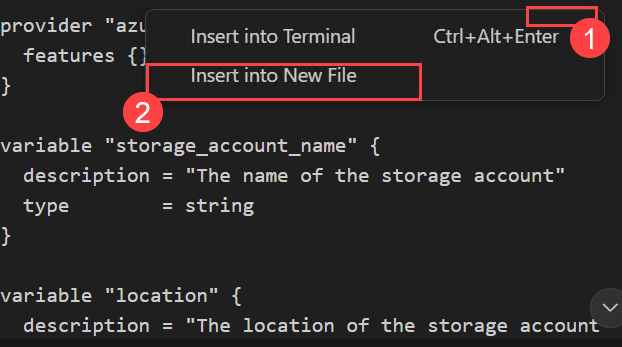 provider "azu
Insert into Terminal Ctrl+Alt+Enter
1
features {}
Insert into New File
}
2
variable "storage_account_name" {
description = "The name of the storage account"
type = string
}
variable "location" {
description = "The location of the storage account